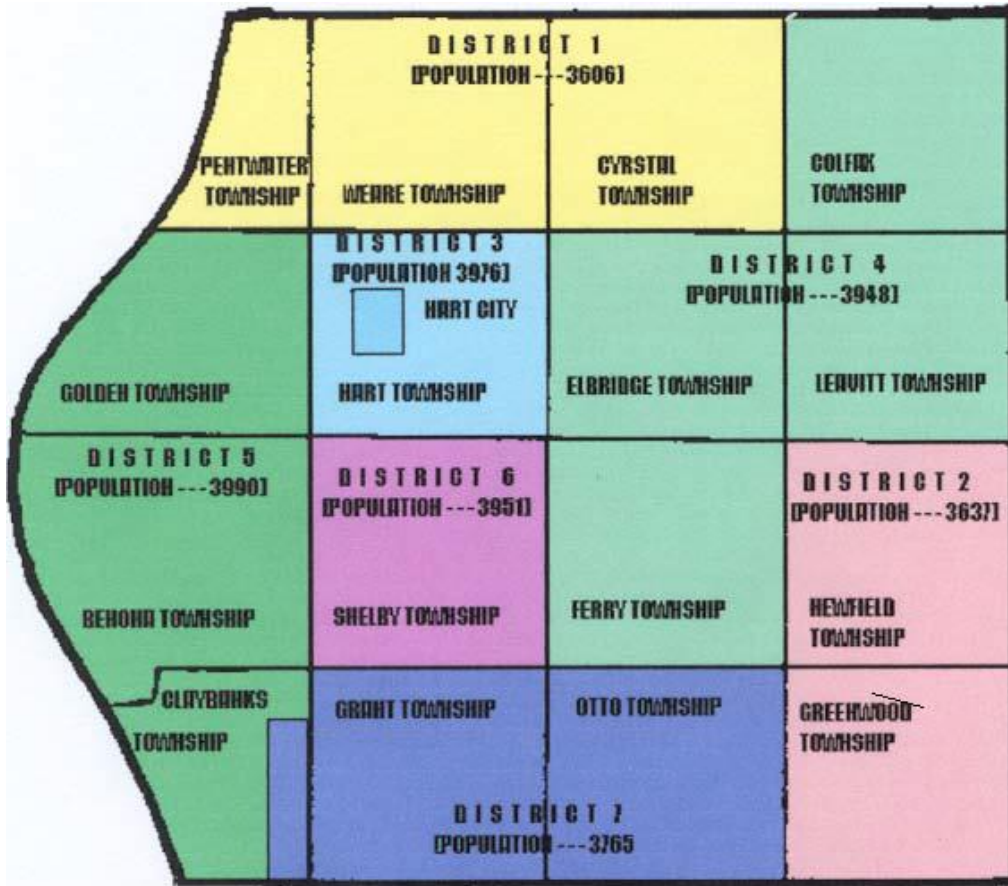 DISTRICT 1
[POPULATION---3606]
PENTWATER
TOWNSHIP
WEARE TOWNSHIP
CYRSTAL
TOWNSHIP
COLFAX
TOWNSHIP
DISTRICT 3
[POPULATION 3976]
HART CITY
HART TOWNSHIP
DISTRICT 4
[POPULATION---3948]
GOLDEN TOWNSHIP
ELBRIDGE TOWNSHIP
LEAVITT TOWNSHIP
DISTRICT 5
[POPULATION---3990]
BENONA TOWNSHIP
DISTRICT 6
[POPULATION---3951]
SHELBY TOWNSHIP
FERRY TOWNSHIP
DISTRICT 2
[POPULATION---3637]
NEWFIELD
TOWNSHIP
CLAYBANKS
TOWNSHIP
GRANT TOWNSHIP
OTTO TOWNSHIP
GREENWOOD
TOWNSHIP
DISTRICT 7
[POPULATION---3765